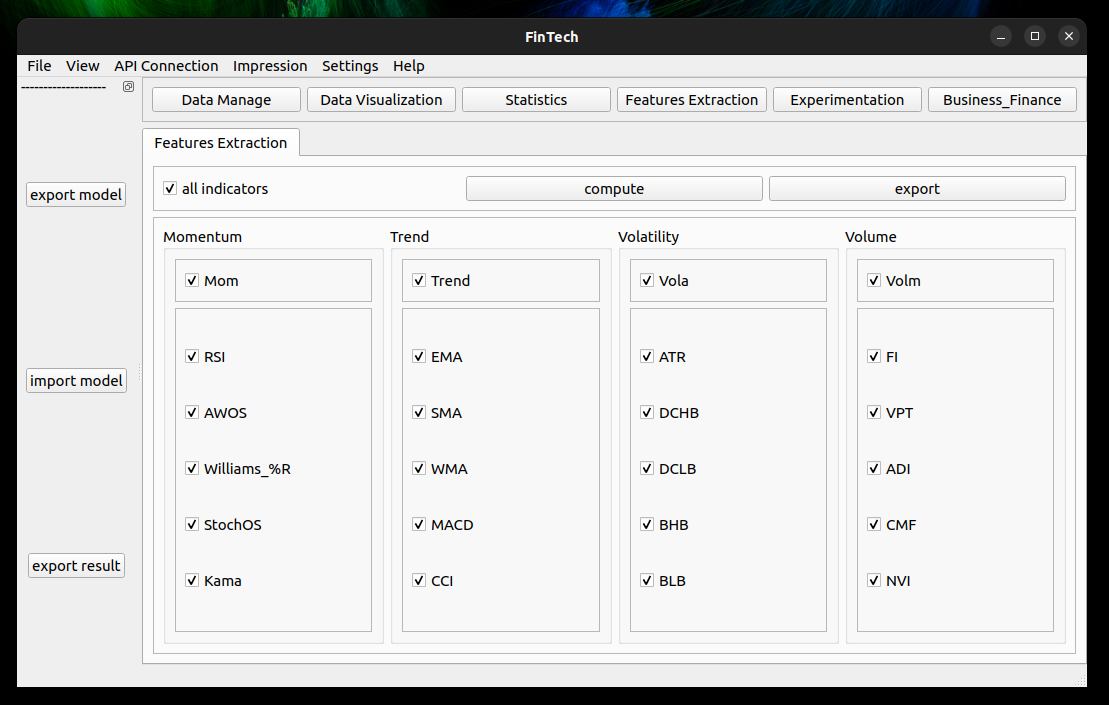 FinTech
File View API Connection Impression Settings Help
-------------------
Data Manage Data Visualization Statistics Features Extraction Experimentation Business_Finance
Features Extraction
all indicators compute export
export model
import model
export result
Momentum Trend Volatility Volume
Mom Trend Vola Volm
RSI EMA ATR FI
AWOS SMA DCHB VPT
Williams_%R WMA DCLB ADI
StochOS MACD BHB CMF
Kama CCI BLB NVI